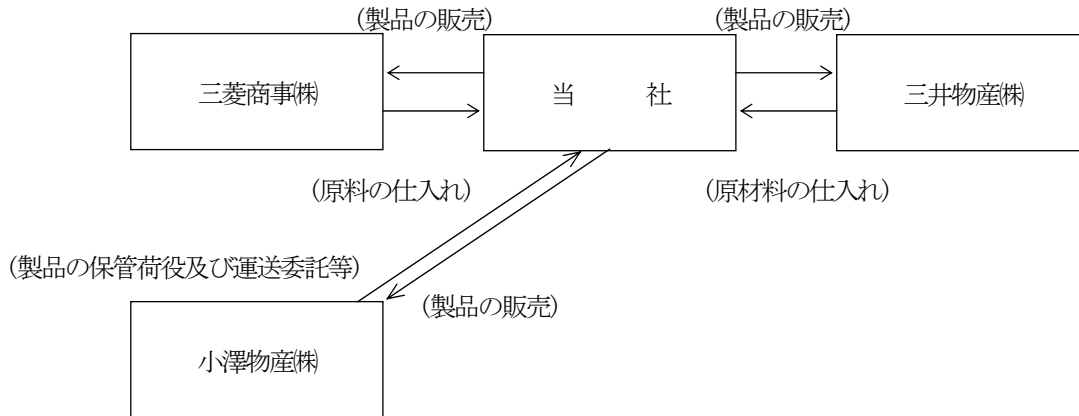 (製品の販売)
(製品の販売)
三菱商事㈱
当　　社
三井物産㈱
(原料の仕入れ)
(原材料の仕入れ)
(製品の保管荷役及び運送委託等)
(製品の販売)
小澤物産㈱